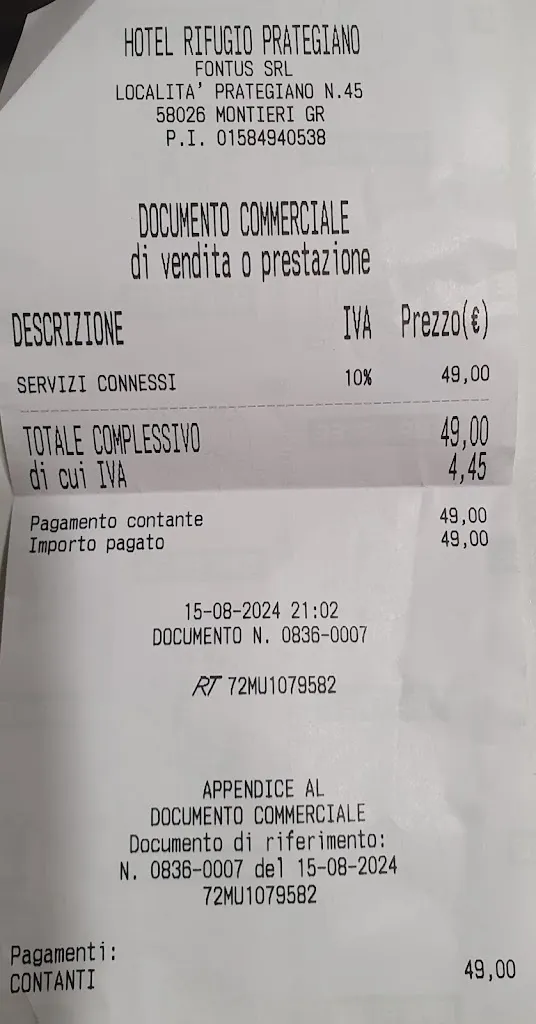 HOTEL RIFUGIO PRATEGIANO
FONTUS SRL
LOCALITA' PRATEGIANO N.45
58026 MONTIERI GR
P.I. 01584940538
DOCUMENTO COMMERCIALE
di vendita o prestazione
DESCRIZIONE IVA Prezzo(€)
SERVIZI CONNESSI 10% 49,00
TOTALE COMPLESSIVO 49,00
di cui IVA 4,45
Pagamento contante 49,00
Importo pagato 49,00
15-08-2024 21:02
DOCUMENTO N. 0836-0007
RT 72MU1079582
APPENDICE AL
DOCUMENTO COMMERCIALE
Documento di riferimento:
N. 0836-0007 del 15-08-2024
72MU1079582
Pagamenti:
CONTANTI 49,00